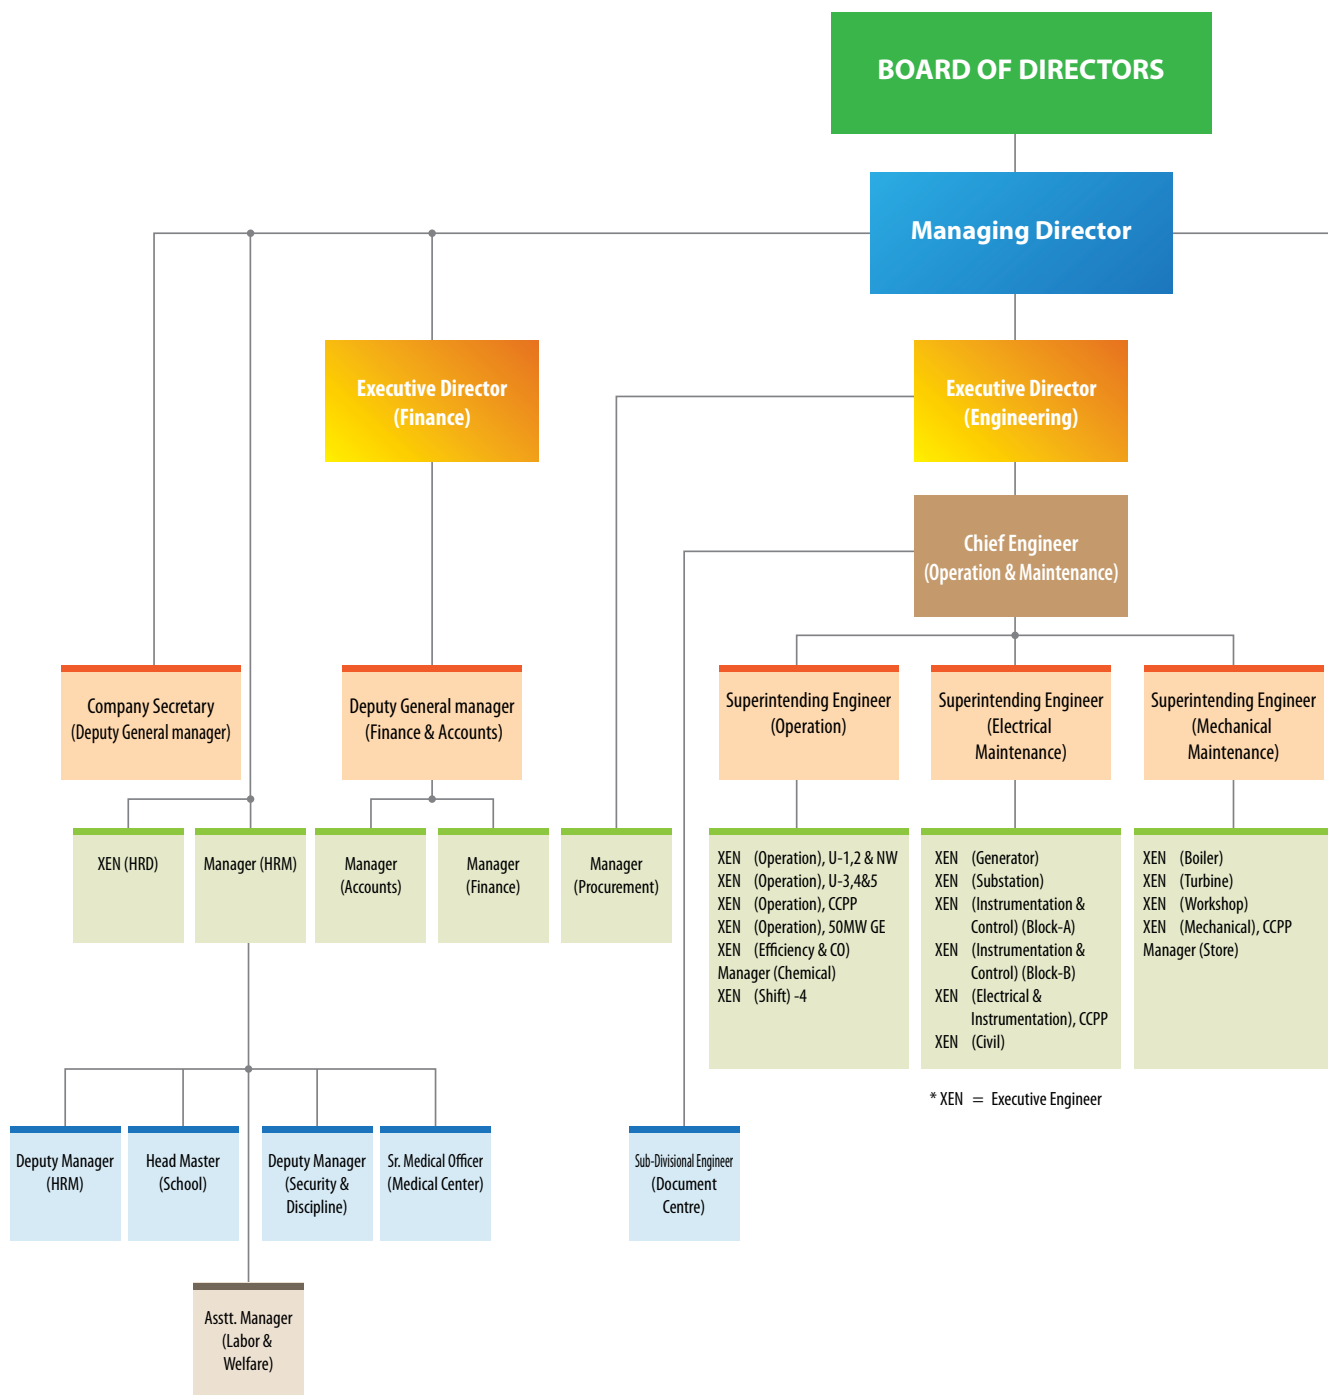 BOARD OF DIRECTORS
Managing Director
Executive Director
(Finance)
Executive Director
(Engineering)
Chief Engineer
(Operation & Maintenance)
Company Secretary
(Deputy General manager)
Deputy General manager
(Finance & Accounts)
Superintending Engineer
(Operation)
Superintending Engineer
(Electrical
Maintenance)
Superintending Engineer
(Mechanical
Maintenance)
XEN (HRD)
Manager (HRM)
Manager
(Accounts)
Manager
(Finance)
Manager
(Procurement)
XEN (Operation), U-1,2 & NW
XEN (Operation), U-3,4&5
XEN (Operation), CCPP
XEN (Operation), 50MW GE
XEN (Efficiency & CO)
Manager (Chemical)
XEN (Shift) -4
XEN (Generator)
XEN (Substation)
XEN (Instrumentation &
Control) (Block-A)
XEN (Instrumentation &
Control) (Block-B)
XEN (Electrical &
Instrumentation), CCPP
XEN (Civil)
XEN (Boiler)
XEN (Turbine)
XEN (Workshop)
XEN (Mechanical), CCPP
Manager (Store)
* XEN = Executive Engineer
Deputy Manager
(HRM)
Head Master
(School)
Deputy Manager
(Security &
Discipline)
Sr. Medical Officer
(Medical Center)
Sub-Divisional Engineer
(Document
Centre)
Asstt. Manager
(Labor &
Welfare)